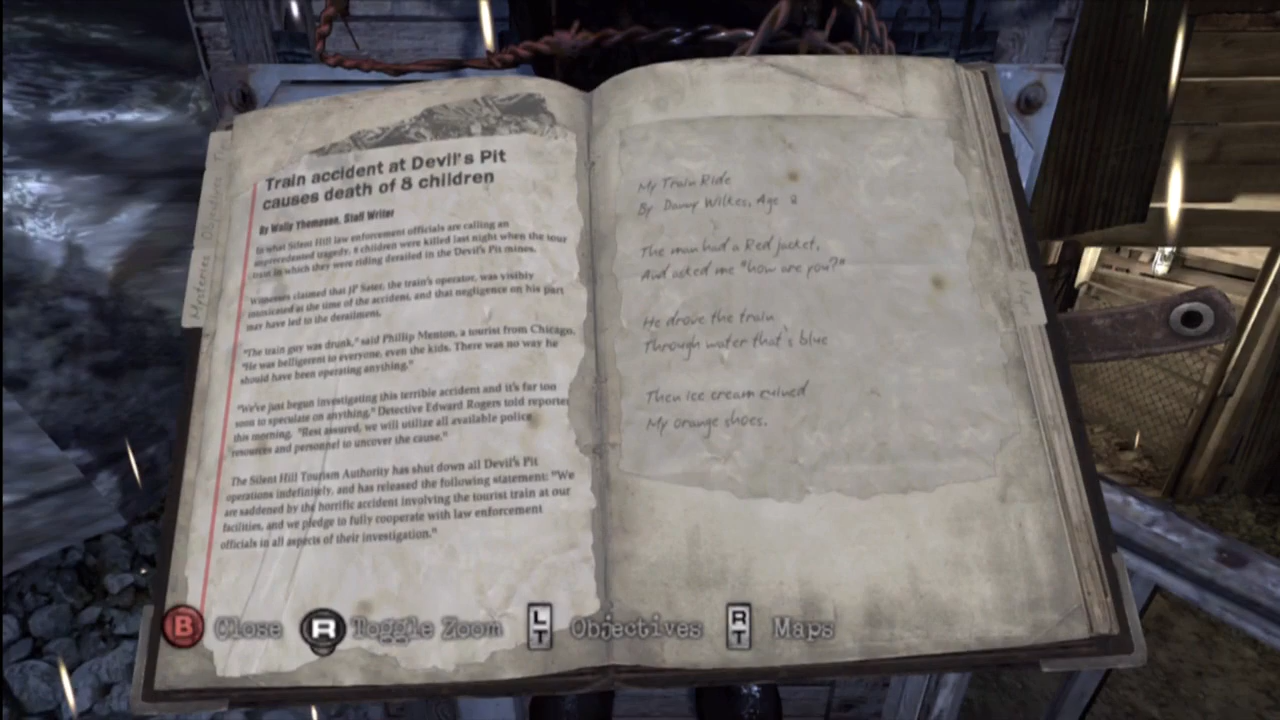 Train accident at Devil's Pit
causes death of 8 children
By Wally Thomason, Staff Writer
In what Silent Hill law enforcement officials are calling an
unprecedented tragedy, 8 children were killed last night when the tour
train in which they were riding derailed in the Devil's Pit mines.
Witnesses claimed that JP Sater, the train's operator, was visibly
intoxicated at the time of the accident, and that negligence on his part
may have led to the derailment.
"The train guy was drunk," said Phillip Menton, a tourist from Chicago.
"He was belligerent to everyone, even the kids. There was no way he
should have been operating anything."
"We've just begun investigating this terrible accident and it's far too
soon to speculate on anything," Detective Edward Rogers told reporters
this morning. "Rest assured, we will utilize all available police
resources and personnel to uncover the cause."
The Silent Hill Tourism Authority has shut down all Devil's Pit
operations indefinitely, and has released the following statement: "We
are saddened by the horrific accident involving the tourist train at our
facilities, and we pledge to fully cooperate with law enforcement
officials in all aspects of their investigation."
My Train Ride
By Danny Wilkes, Age 8
The man had a Red jacket,
And asked me "how are you?"
He drove the train
Through water that's blue
Then ice cream ruined
My orange shoes.
Mysteries Objectives
Maps
B Close R Toggle Zoom LT Objectives RT Maps